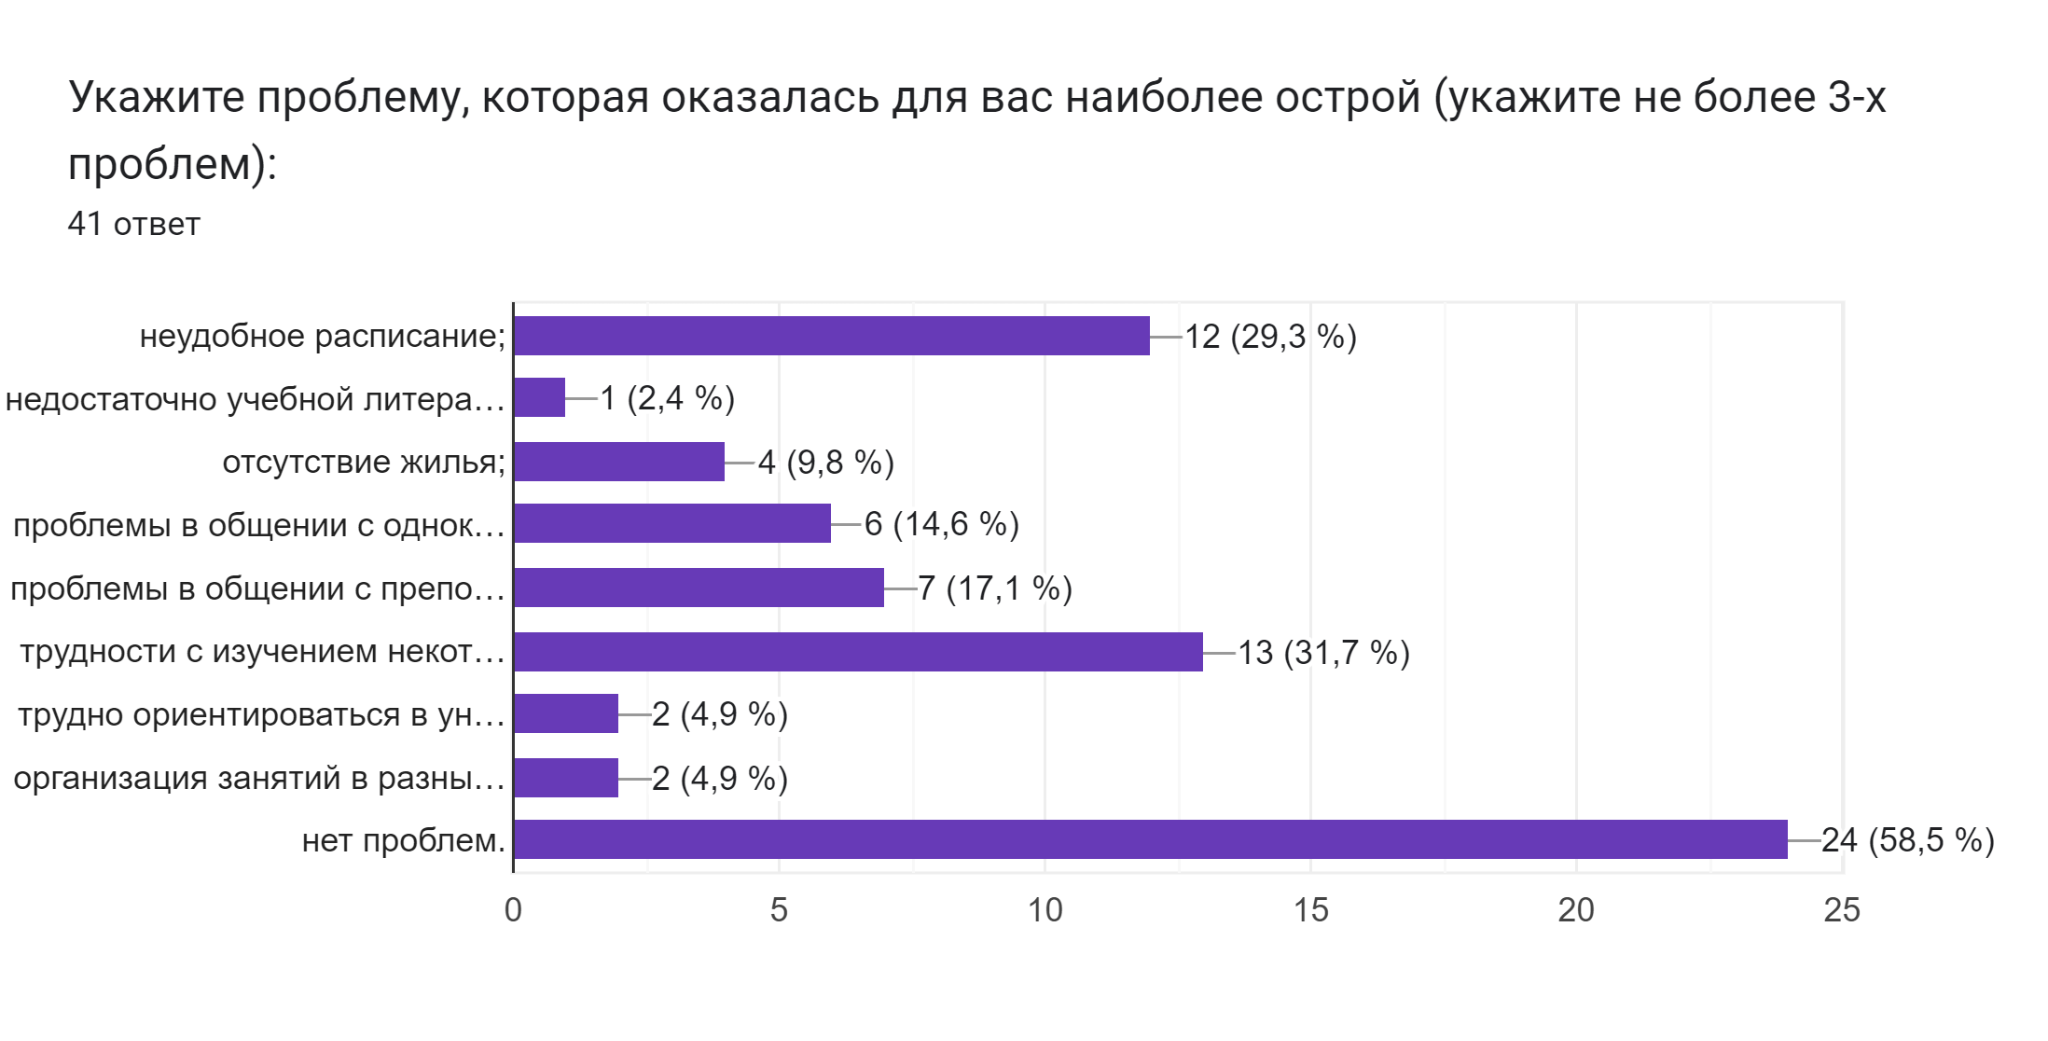 Укажите проблему, которая оказалась для вас наиболее острой (укажите не более 3-х
проблем):
41 ответ
неудобное расписание; 12 (29,3 %)
недостаточно учебной литера… 1 (2,4 %)
отсутствие жилья; 4 (9,8 %)
проблемы в общении с однок… 6 (14,6 %)
проблемы в общении с препо… 7 (17,1 %)
трудности с изучением некот… 13 (31,7 %)
трудно ориентироваться в ун… 2 (4,9 %)
организация занятий в разны… 2 (4,9 %)
нет проблем. 24 (58,5 %)
0 5 10 15 20 25